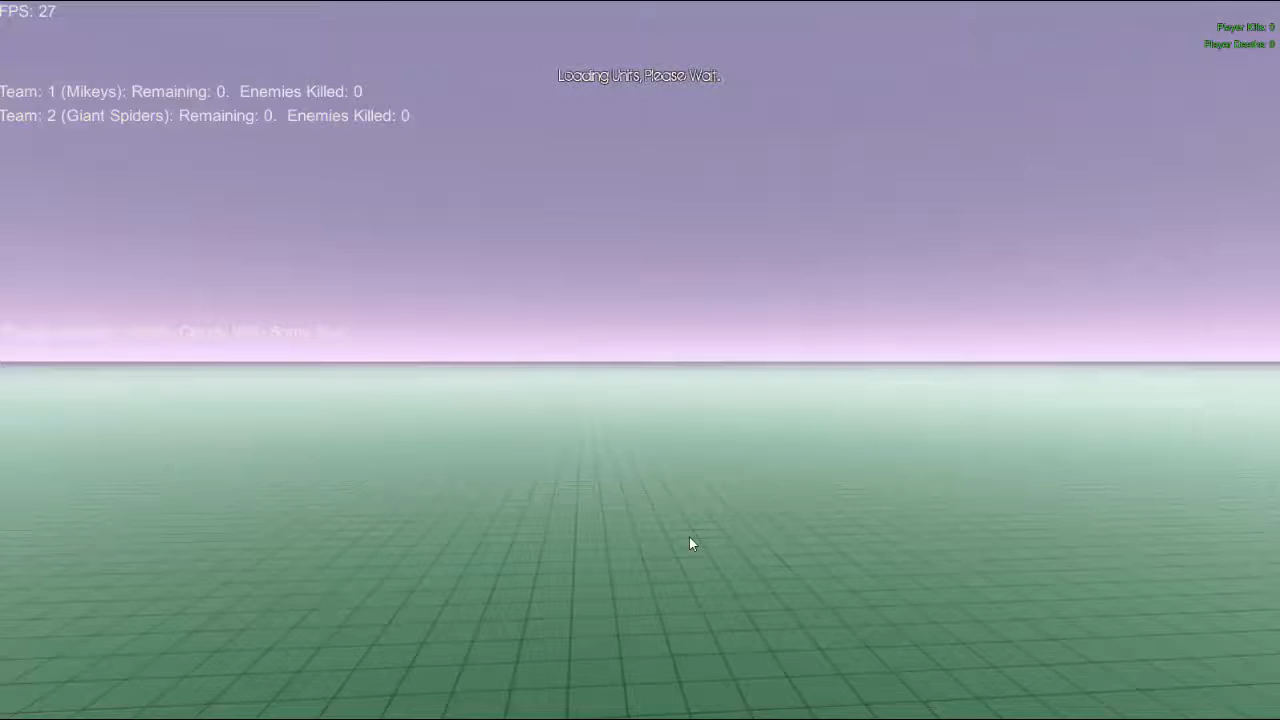 FPS: 27
Player Kills: 0
Player Deaths: 0
Loading Units, Please Wait.
Team: 1 (Mikeys): Remaining: 0. Enemies Killed: 0
Team: 2 (Giant Spiders): Remaining: 0. Enemies Killed: 0